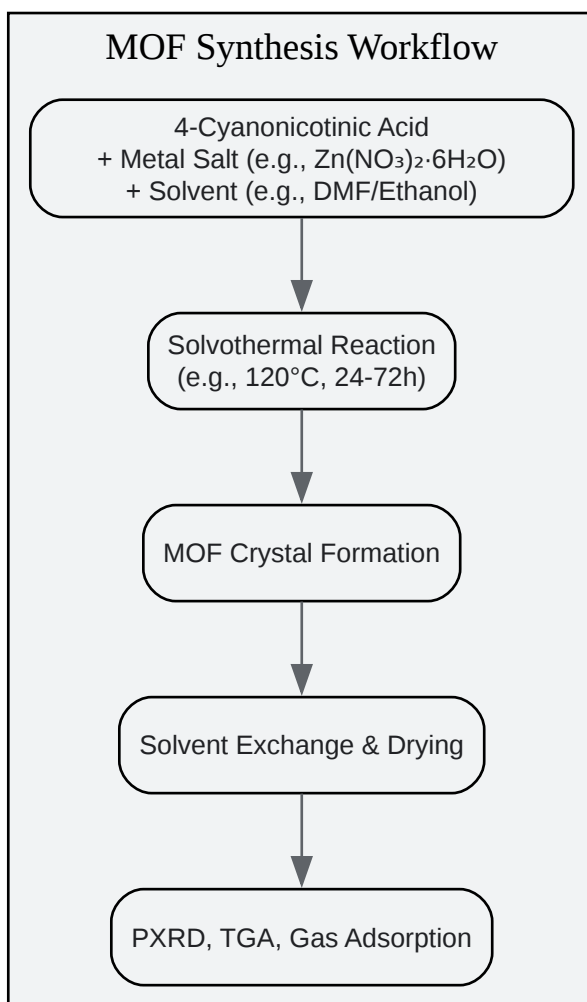 MOF Synthesis Workflow
4-Cyanonicotinic Acid
+ Metal Salt (e.g., Zn(NO₃)₂·6H₂O)
+ Solvent (e.g., DMF/Ethanol)
Solvothermal Reaction
(e.g., 120°C, 24-72h)
MOF Crystal Formation
Solvent Exchange & Drying
PXRD, TGA, Gas Adsorption